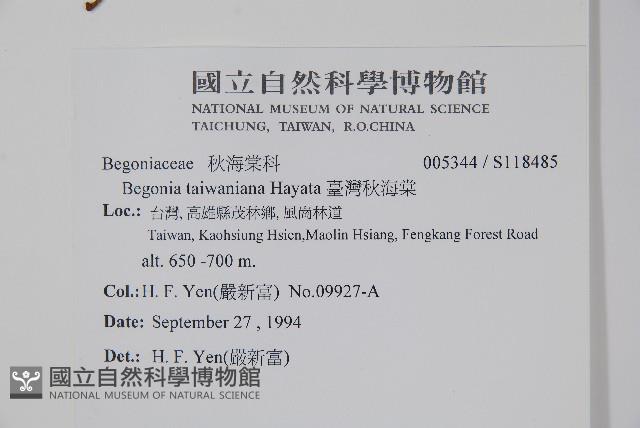 國立自然科學博物館
NATIONAL MUSEUM OF NATURAL SCIENCE
TAICHUNG, TAIWAN, R.O.CHINA
Begoniaceae 秋海棠科 005344 / S118485
Begonia taiwaniana Hayata 臺灣秋海棠
Loc.: 台灣, 高雄縣茂林鄉, 風崗林道
Taiwan, Kaohsiung Hsien,Maolin Hsiang, Fengkang Forest Road
alt. 650 -700 m.
Col.:H. F. Yen(嚴新富) No.09927-A
Date: September 27 , 1994
Det.: H. F. Yen(嚴新富)
國立自然科學博物館
NATIONAL MUSEUM OF NATURAL SCIENCE